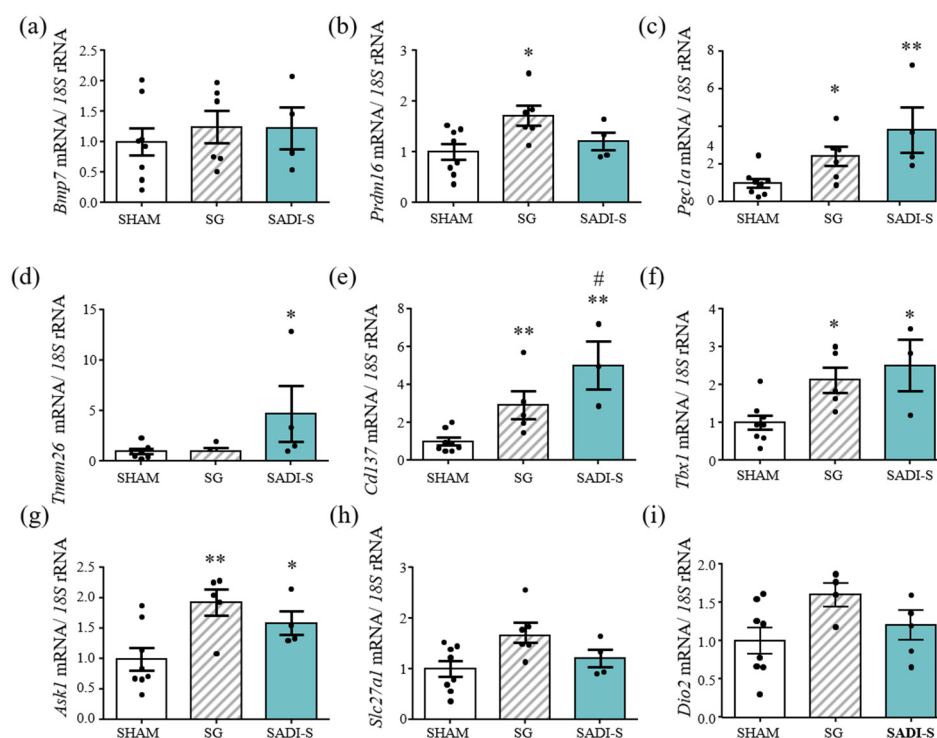 (a)
Bmp7 mRNA/ 18S rRNA
2.5
2.0
1.5
1.0
0.5
0.0
SHAM SG SADI-S
(b)
Prdm16 mRNA/ 18S rRNA
3
2
1
0
*
SHAM SG SADI-S
(c)
Pgc1a mRNA/ 18S rRNA
8
6
4
2
0
*
**
SHAM SG SADI-S
(d)
Tmem26 mRNA/ 18S rRNA
15
10
5
0
*
SHAM SG SADI-S
(e)
Cd137 mRNA/ 18S rRNA
8
6
4
2
0
**
#
**
SHAM SG SADI-S
(f)
Tbx1 mRNA/ 18S rRNA
4
3
2
1
0
*
*
SHAM SG SADI-S
(g)
Ask1 mRNA/ 18S rRNA
2.5
2.0
1.5
1.0
0.5
0.0
**
*
SHAM SG SADI-S
(h)
Slc27a1 mRNA/ 18S rRNA
3
2
1
0
SHAM SG SADI-S
(i)
Dio2 mRNA/ 18S rRNA
2.0
1.5
1.0
0.5
0.0
SHAM SG SADI-S